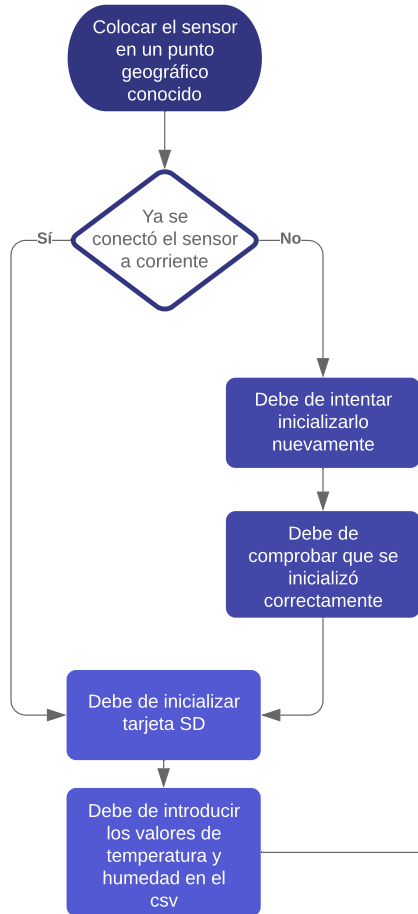 Colocar el sensor
en un punto
geográfico
conocido
Ya se
conectó el sensor
a corriente
Sí
No
Debe de intentar
inicializarlo
nuevamente
Debe de
comprobar que se
inicializó
correctamente
Debe de inicializar
tarjeta SD
Debe de introducir
los valores de
temperatura y
humedad en el
csv